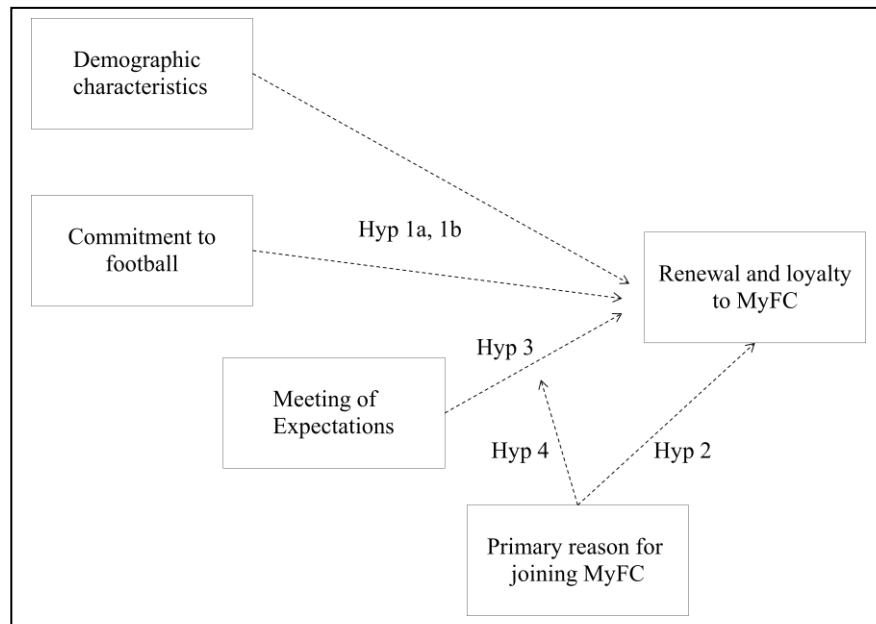 Demographic
characteristics
Commitment to
football
Hyp 1a, 1b
Renewal and loyalty
to MyFC
Hyp 3
Meeting of
Expectations
Hyp 4
Hyp 2
Primary reason for
joining MyFC